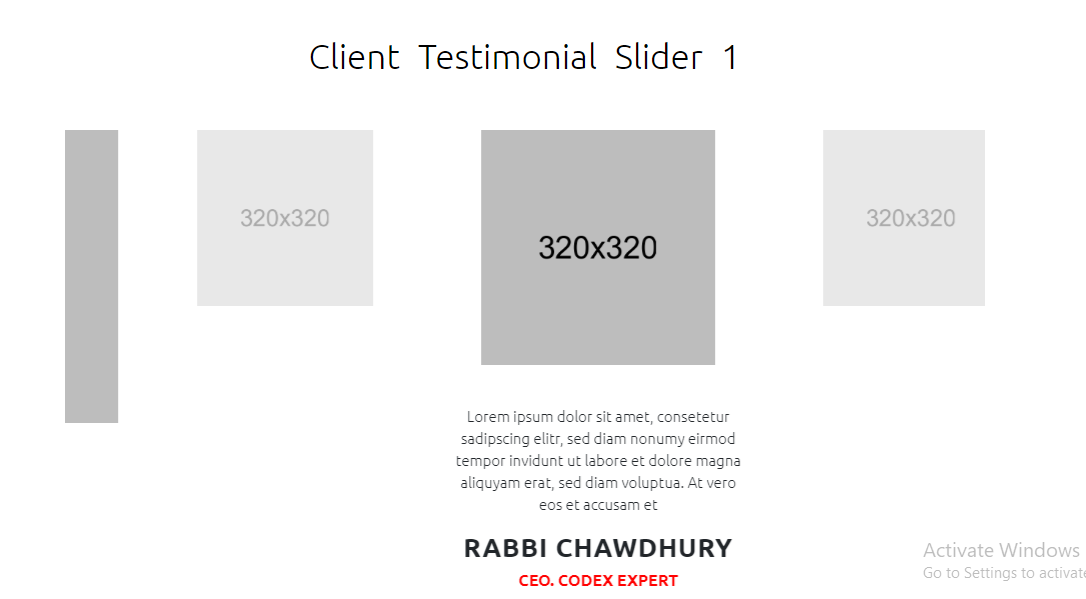 Client Testimonial Slider 1
320x320
320x320
320x320
Lorem ipsum dolor sit amet, consetetur
sadipscing elitr, sed diam nonumy eirmod
tempor invidunt ut labore et dolore magna
aliquyam erat, sed diam voluptua. At vero
eos et accusam et
RABBI CHAWDHURY
CEO. CODEX EXPERT
Activate Windows
Go to Settings to activate